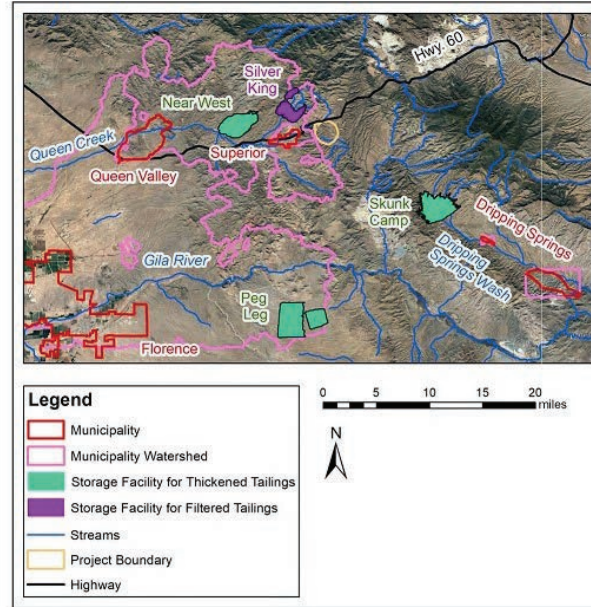 Hwy. 60
Silver
King
Near West
Queen Creek
Superior
Queen Valley
Skunk
Camp
Dripping Springs
Dripping
Springs Wash
Gila River
Peg
Leg
Florence
Legend
Municipality
Municipality Watershed
Storage Facility for Thickened Tailings
Storage Facility for Filtered Tailings
Streams
Project Boundary
Highway
0 5 10 15 20
miles
N